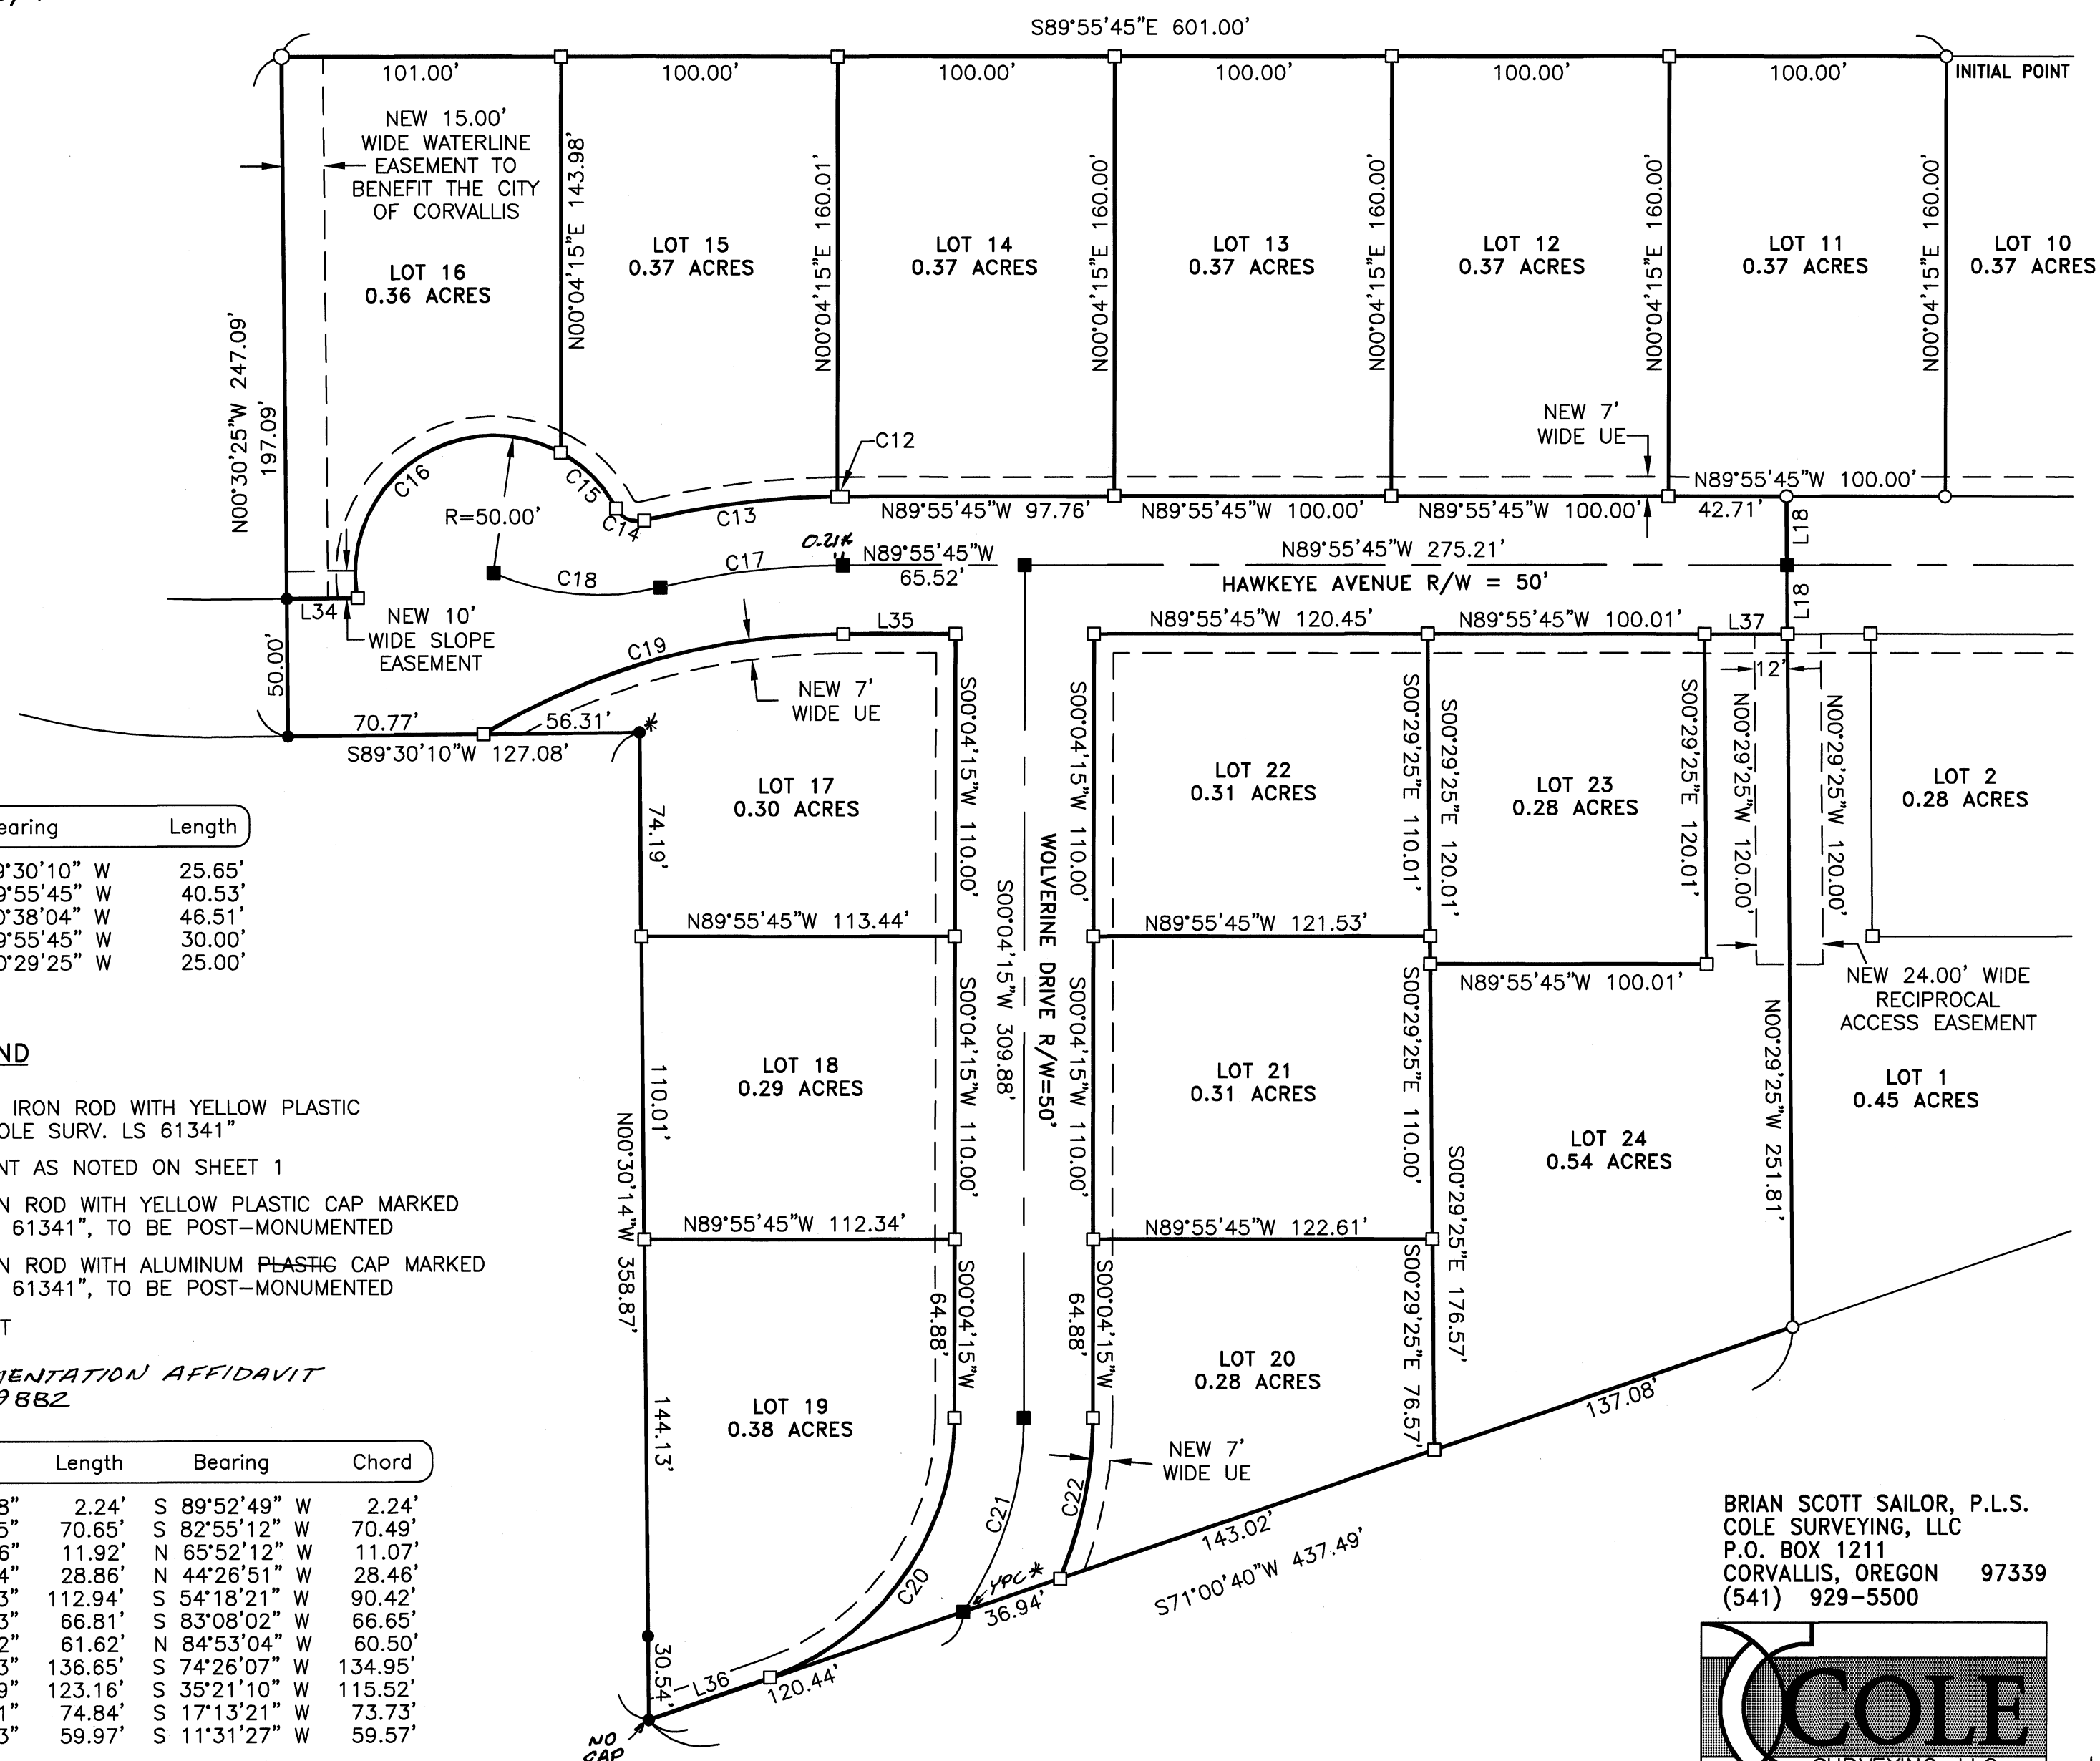 S89°55'45"E 601.00'
101.00'
100.00'
100.00'
100.00'
100.00'
100.00'
INITIAL POINT
NEW 15.00'
WIDE WATERLINE
EASEMENT TO
BENEFIT THE CITY
OF CORVALLIS
N00°04'15"E 143.98'
N00°04'15"E 160.01'
N00°04'15"E 160.00'
N00°04'15"E 160.00'
N00°04'15"E 160.00'
N00°04'15"E 160.00'
LOT 16
0.36 ACRES
LOT 15
0.37 ACRES
LOT 14
0.37 ACRES
LOT 13
0.37 ACRES
LOT 12
0.37 ACRES
LOT 11
0.37 ACRES
LOT 10
0.37 ACRES
N00°30'25"W 247.09'
197.09'
C16
C15
R=50.00'
C14
C13
C12
NEW 7'
WIDE UE
N89°55'45"W 97.76'
N89°55'45"W 100.00'
N89°55'45"W 100.00'
N89°55'45"W 100.00'
42.71'
L18
0.21*
C18
C17
N89°55'45"W
65.52'
N89°55'45"W 275.21'
HAWKEYE AVENUE R/W = 50'
L18
L34
NEW 10'
WIDE SLOPE
EASEMENT
50.00'
C19
L35
N89°55'45"W 120.45'
N89°55'45"W 100.01'
L37
12'
NEW 7'
WIDE UE
70.77'
56.31'
*
S89°30'10"W 127.08'
LOT 17
0.30 ACRES
74.19'
S00°04'15"W 110.00'
S00°04'15"W 110.00'
LOT 22
0.31 ACRES
S00°29'25"E 110.01'
S00°29'25"E 120.01'
LOT 23
0.28 ACRES
S00°29'25"E 120.01'
N00°29'25"W 120.00'
N00°29'25"W 120.00'
LOT 2
0.28 ACRES
earing Length
9°30'10" W 25.65'
9°55'45" W 40.53'
0°38'04" W 46.51'
9°55'45" W 30.00'
0°29'25" W 25.00'
N89°55'45"W 113.44'
WOLVERINE DRIVE R/W=50'
S00°04'15"W 309.88'
N89°55'45"W 121.53'
N89°55'45"W 100.01'
NEW 24.00' WIDE
RECIPROCAL
ACCESS EASEMENT
LOT 18
0.29 ACRES
110.01'
N00°30'14"W 358.87'
S00°04'15"W 110.00'
S00°04'15"W 110.00'
LOT 21
0.31 ACRES
S00°29'25"E 110.00'
S00°29'25"E 176.57'
LOT 24
0.54 ACRES
N00°29'25"W 251.81'
LOT 1
0.45 ACRES
ND
IRON ROD WITH YELLOW PLASTIC
OLE SURV. LS 61341"
NT AS NOTED ON SHEET 1
N ROD WITH YELLOW PLASTIC CAP MARKED
61341", TO BE POST-MONUMENTED
N ROD WITH ALUMINUM PLASTIC CAP MARKED
61341", TO BE POST-MONUMENTED
T
MENTATION AFFIDAVIT
9882
N89°55'45"W 112.34'
N89°55'45"W 122.61'
LOT 19
0.38 ACRES
144.13'
64.88'
S00°04'15"W
64.88'
S00°04'15"W
LOT 20
0.28 ACRES
S00°29'25"E 76.57'
NEW 7'
WIDE UE
C20
C21
C22
YPC*
36.94'
143.02'
137.08'
S71°00'40"W 437.49'
30.54'
L36
120.44'
NO
CAP
Length Bearing Chord
8" 2.24' S 89°52'49" W 2.24'
5" 70.65' S 82°55'12" W 70.49'
6" 11.92' N 65°52'12" W 11.07'
4" 28.86' N 44°26'51" W 28.46'
3" 112.94' S 54°18'21" W 90.42'
3" 66.81' S 83°08'02" W 66.65'
2" 61.62' N 84°53'04" W 60.50'
3" 136.65' S 74°26'07" W 134.95'
9" 123.16' S 35°21'10" W 115.52'
1" 74.84' S 17°13'21" W 73.73'
3" 59.97' S 11°31'27" W 59.57'
BRIAN SCOTT SAILOR, P.L.S.
COLE SURVEYING, LLC
P.O. BOX 1211
CORVALLIS, OREGON 97339
(541) 929-5500
COLE